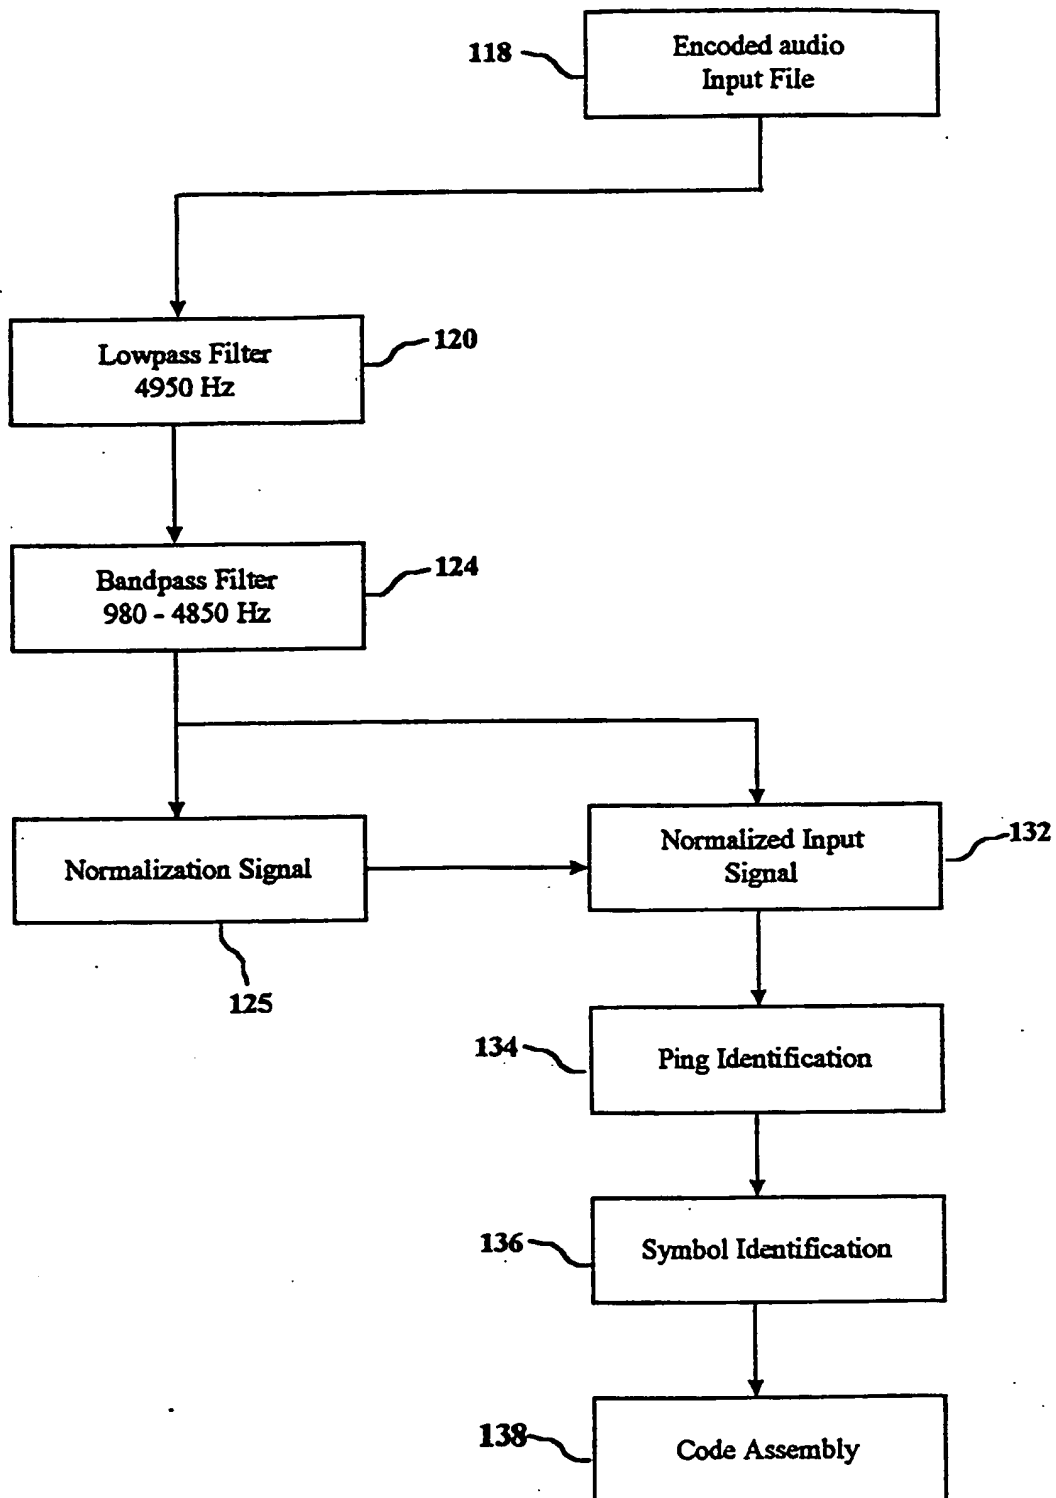 118
Encoded audio
Input File
Lowpass Filter
4950 Hz
120
Bandpass Filter
980 - 4850 Hz
124
Normalization Signal
125
Normalized Input
Signal
132
134
Ping Identification
136
Symbol Identification
138
Code Assembly